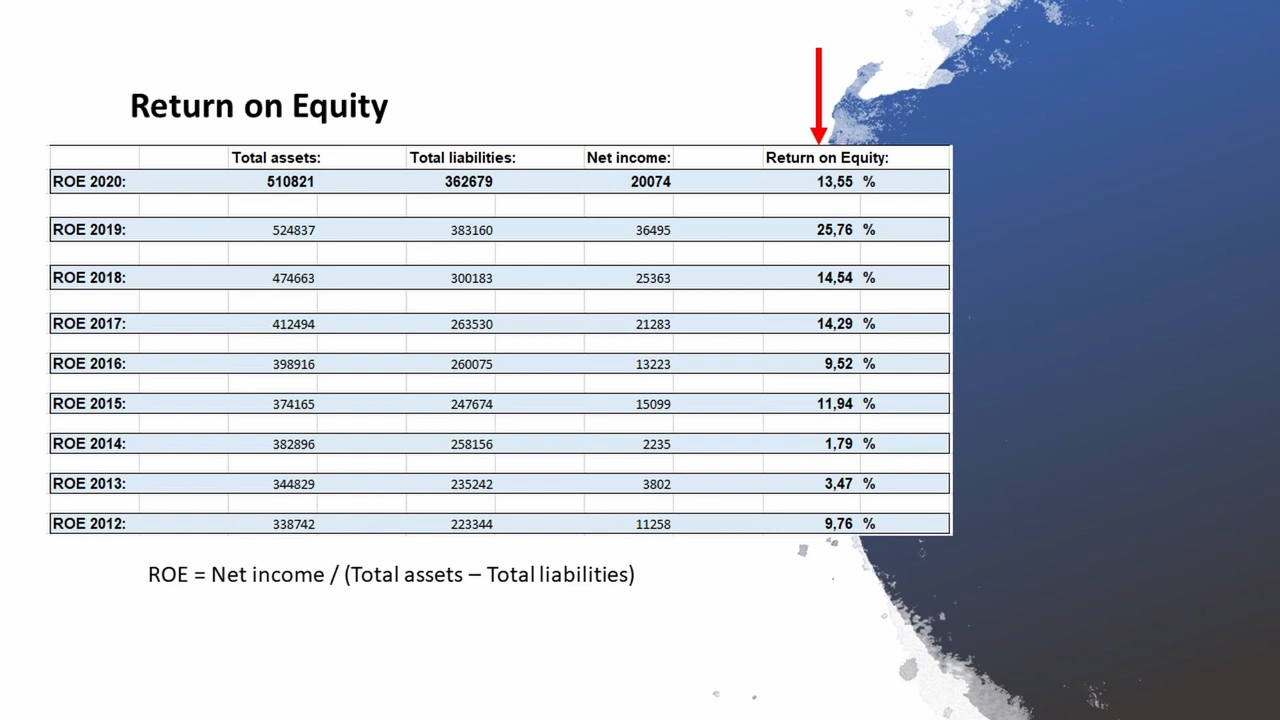 Return on Equity
Total assets: Total liabilities: Net income: Return on Equity:
ROE 2020: 510821 362679 20074 13,55 %
ROE 2019: 524837 383160 36495 25,76 %
ROE 2018: 474663 300183 25363 14,54 %
ROE 2017: 412494 263530 21283 14,29 %
ROE 2016: 398916 260075 13223 9,52 %
ROE 2015: 374165 247674 15099 11,94 %
ROE 2014: 382896 258156 2235 1,79 %
ROE 2013: 344829 235242 3802 3,47 %
ROE 2012: 338742 223344 11258 9,76 %
ROE = Net income / (Total assets – Total liabilities)